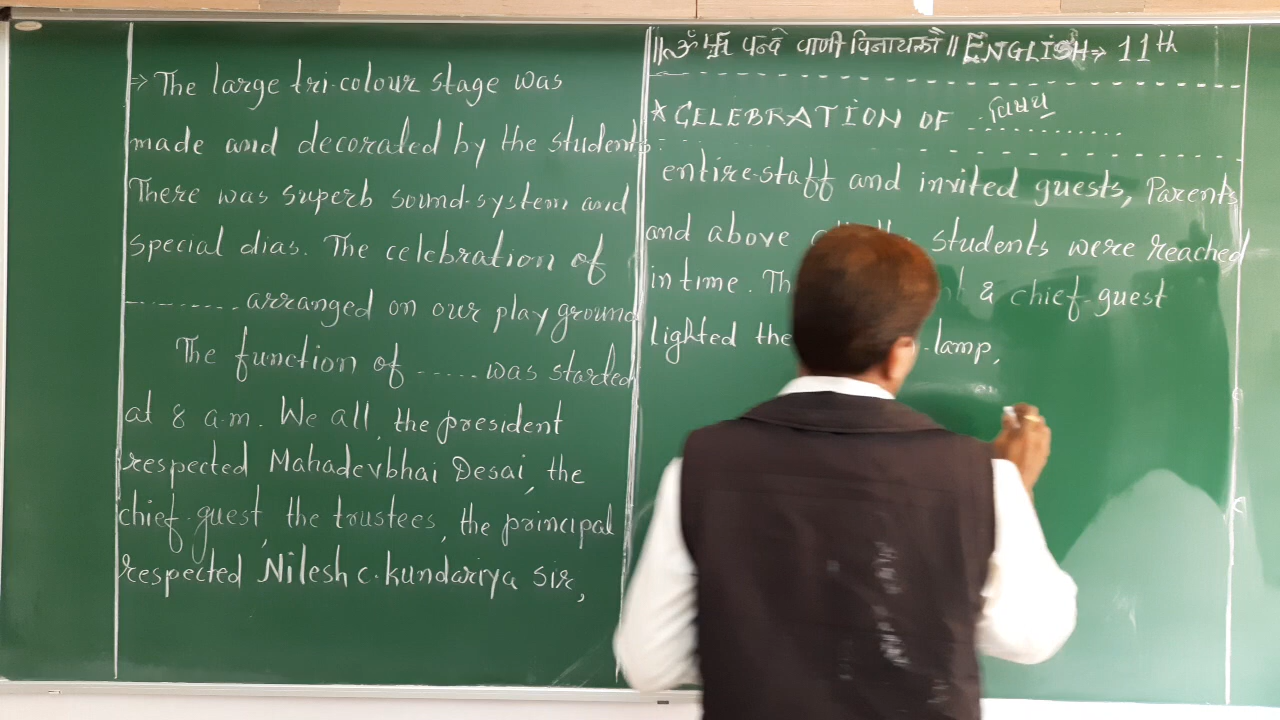 ⇒ The large tri-colour stage was
made and decorated by the students.
There was superb sound-system and
special dias. The celebration of
.......... arranged on our play ground
The function of ..... was started
at 8 a.m. We all, the president
respected Mahadevbhai Desai, the
chief-guest, the trustees, the principal
respected Nilesh c. kundariya sir,
॥ ॐ 卐 वन्दे वाणी विनायकौ ॥ ENGLISH → 11th
* CELEBRATION OF ............
entire-staff and invited guests, Parents
and above students were reached
in time. & chief-guest
lighted the lamp,